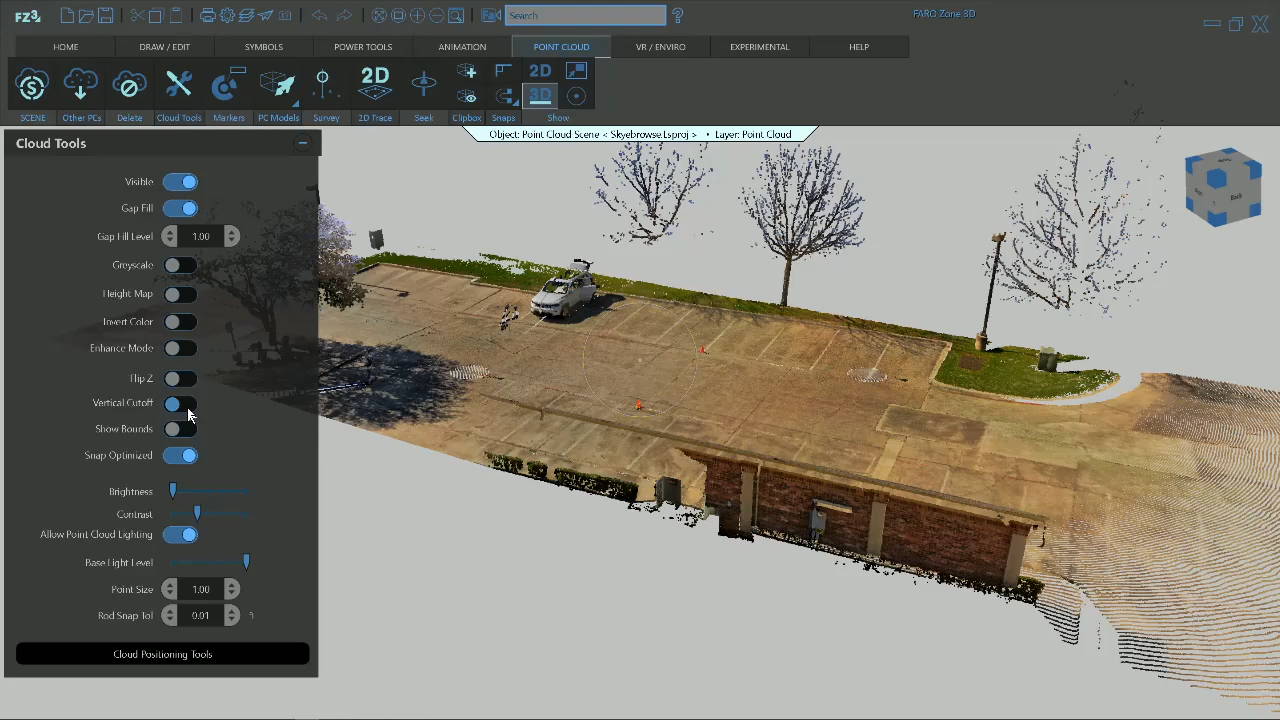 FZ3D
Fa
Search
FARO Zone 3D
HOME
DRAW / EDIT
SYMBOLS
POWER TOOLS
ANIMATION
POINT CLOUD
VR / ENVIRO
EXPERIMENTAL
HELP
S
2D
2D
3D
SCENE
Other PCs
Delete
Cloud Tools
Markers
PC Models
Survey
2D Trace
Seek
Clipbox
Snaps
Show
Object: Point Cloud Scene < Skyebrowse.lsproj > • Layer: Point Cloud
Cloud Tools
Visible
Gap Fill
Gap Fill Level 1.00
Greyscale
Height Map
Invert Color
Enhance Mode
Flip Z
Vertical Cutoff
Show Bounds
Snap Optimized
Brightness
Contrast
Allow Point Cloud Lighting
Base Light Level
Point Size 1.00
Rod Snap Tol 0.01 ft
Cloud Positioning Tools
Back